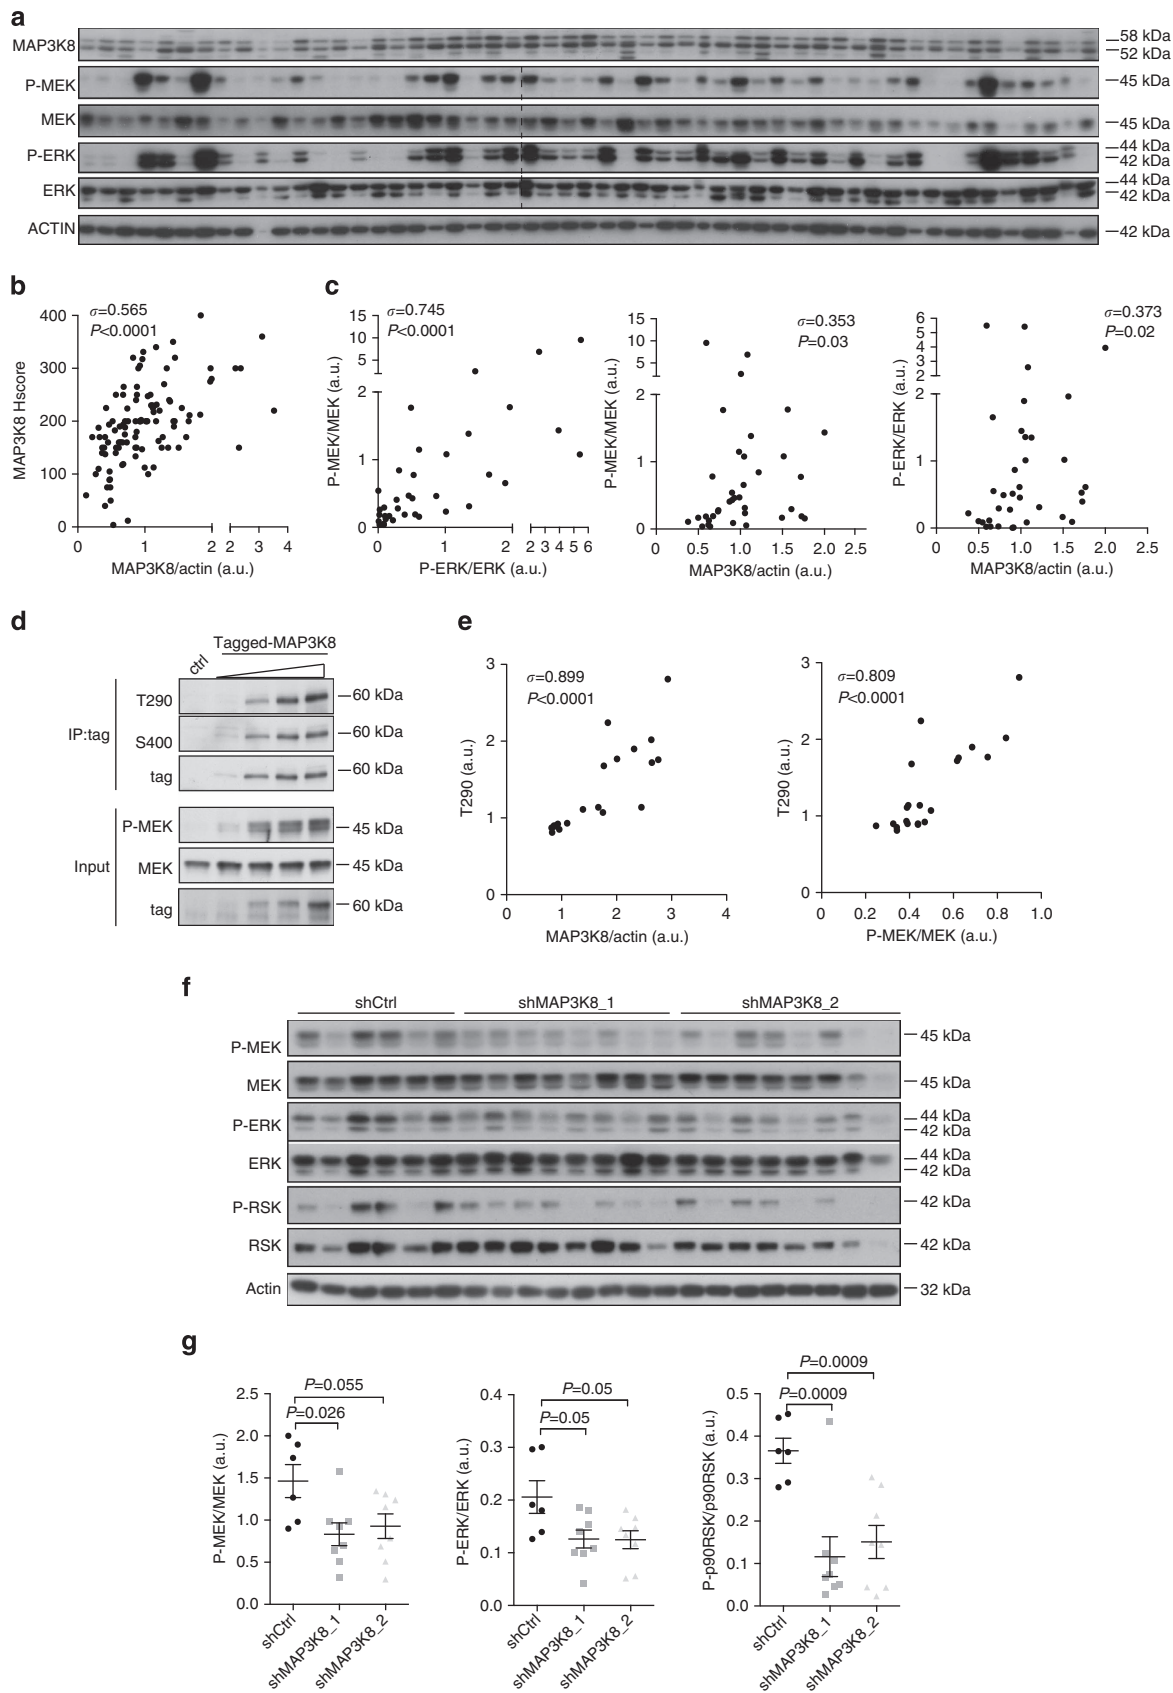 a
MAP3K8
58 kDa
52 kDa
P-MEK
45 kDa
MEK
45 kDa
P-ERK
44 kDa
42 kDa
ERK
44 kDa
42 kDa
ACTIN
42 kDa
b
σ=0.565
P<0.0001
MAP3K8 Hscore
400
300
200
100
0
0 1 2 2 3 4
MAP3K8/actin (a.u.)
c
σ=0.745
P<0.0001
P-MEK/MEK (a.u.)
15
10
5
2
1
0
0 1 2 2 3 4 5 6
P-ERK/ERK (a.u.)
σ=0.353
P=0.03
P-MEK/MEK (a.u.)
15
10
5
2
1
0
0 0.5 1.0 1.5 2.0 2.5
MAP3K8/actin (a.u.)
σ=0.373
P=0.02
P-ERK/ERK (a.u.)
6
5
4
3
2
2
1
0
0 0.5 1.0 1.5 2.0 2.5
MAP3K8/actin (a.u.)
d
Tagged-MAP3K8
ctrl
IP:tag
T290
60 kDa
S400
60 kDa
tag
60 kDa
Input
P-MEK
45 kDa
MEK
45 kDa
tag
60 kDa
e
σ=0.899
P<0.0001
T290 (a.u.)
3
2
1
0
0 1 2 3 4
MAP3K8/actin (a.u.)
σ=0.809
P<0.0001
T290 (a.u.)
3
2
1
0
0 0.2 0.4 0.6 0.8 1.0
P-MEK/MEK (a.u.)
f
shCtrl shMAP3K8_1 shMAP3K8_2
P-MEK
45 kDa
MEK
45 kDa
P-ERK
44 kDa
42 kDa
ERK
44 kDa
42 kDa
P-RSK
42 kDa
RSK
42 kDa
Actin
32 kDa
g
P=0.055
P=0.026
P-MEK/MEK (a.u.)
2.5
2.0
1.5
1.0
0.5
0.0
shCtrl
shMAP3K8_1
shMAP3K8_2
P=0.05
P=0.05
P-ERK/ERK (a.u.)
0.4
0.3
0.2
0.1
0.0
shCtrl
shMAP3K8_1
shMAP3K8_2
P=0.0009
P=0.0009
P-p90RSK/p90RSK (a.u.)
0.5
0.4
0.3
0.2
0.1
0.0
shCtrl
shMAP3K8_1
shMAP3K8_2